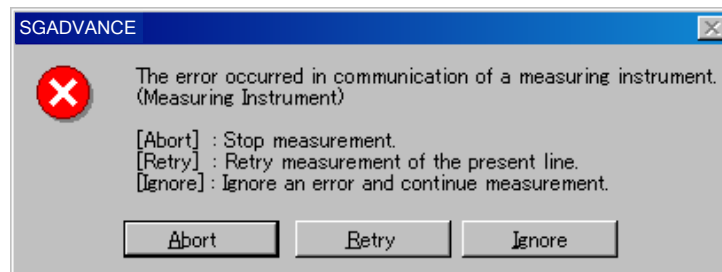 SGADVANCE
The error occurred in communication of a measuring instrument.
(Measuring Instrument)
[Abort] : Stop measurement.
[Retry] : Retry measurement of the present line.
[Ignore] : Ignore an error and continue measurement.
Abort Retry Ignore